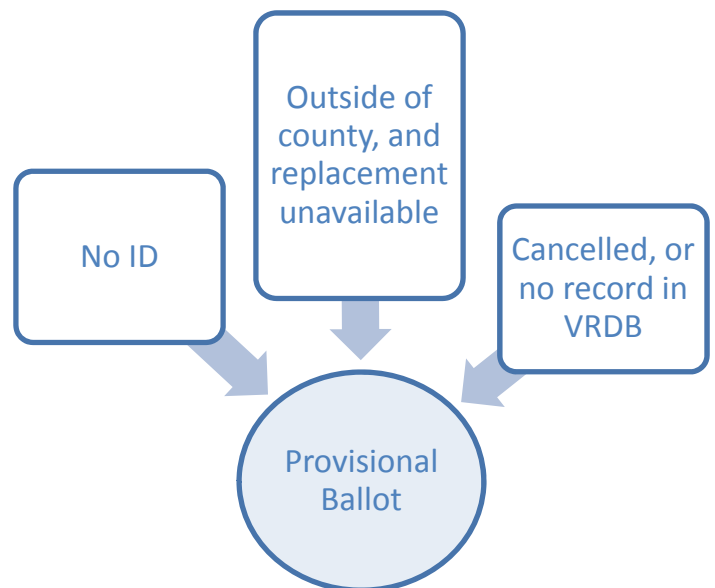 No ID
Outside of
county, and
replacement
unavailable
Cancelled, or
no record in
VRDB
Provisional
Ballot